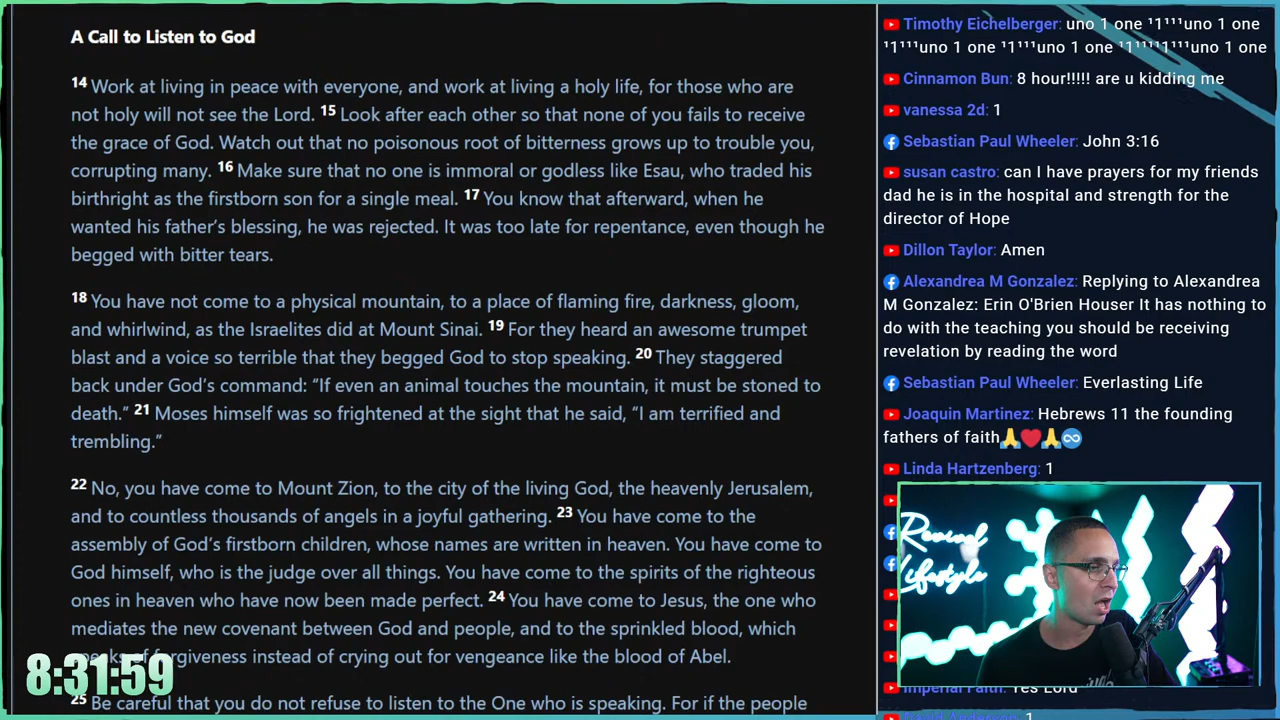 A Call to Listen to God
14 Work at living in peace with everyone, and work at living a holy life, for those who are
not holy will not see the Lord. 15 Look after each other so that none of you fails to receive
the grace of God. Watch out that no poisonous root of bitterness grows up to trouble you,
corrupting many. 16 Make sure that no one is immoral or godless like Esau, who traded his
birthright as the firstborn son for a single meal. 17 You know that afterward, when he
wanted his father’s blessing, he was rejected. It was too late for repentance, even though he
begged with bitter tears.
18 You have not come to a physical mountain, to a place of flaming fire, darkness, gloom,
and whirlwind, as the Israelites did at Mount Sinai. 19 For they heard an awesome trumpet
blast and a voice so terrible that they begged God to stop speaking. 20 They staggered
back under God’s command: “If even an animal touches the mountain, it must be stoned to
death.” 21 Moses himself was so frightened at the sight that he said, “I am terrified and
trembling.”
22 No, you have come to Mount Zion, to the city of the living God, the heavenly Jerusalem,
and to countless thousands of angels in a joyful gathering. 23 You have come to the
assembly of God’s firstborn children, whose names are written in heaven. You have come to
God himself, who is the judge over all things. You have come to the spirits of the righteous
ones in heaven who have now been made perfect. 24 You have come to Jesus, the one who
mediates the new covenant between God and people, and to the sprinkled blood, which
forgiveness instead of crying out for vengeance like the blood of Abel.
25 Be careful that you do not refuse to listen to the One who is speaking. For if the people
8:31:59
Timothy Eichelberger: uno 1 one ¹1¹¹¹uno 1 one
¹1¹¹¹uno 1 one ¹1¹¹¹uno 1 one ¹1¹¹¹1¹¹¹uno 1 one
Cinnamon Bun: 8 hour!!!!! are u kidding me
vanessa 2d: 1
Sebastian Paul Wheeler: John 3:16
susan castro: can I have prayers for my friends
dad he is in the hospital and strength for the
director of Hope
Dillon Taylor: Amen
Alexandrea M Gonzalez: Replying to Alexandrea
M Gonzalez: Erin O'Brien Houser It has nothing to
do with the teaching you should be receiving
revelation by reading the word
Sebastian Paul Wheeler: Everlasting Life
Joaquin Martinez: Hebrews 11 the founding
fathers of faith🙏❤️🙏♾️
Linda Hartzenberg: 1
Revival
Lifestyle
Imperial Faith: Yes Lord